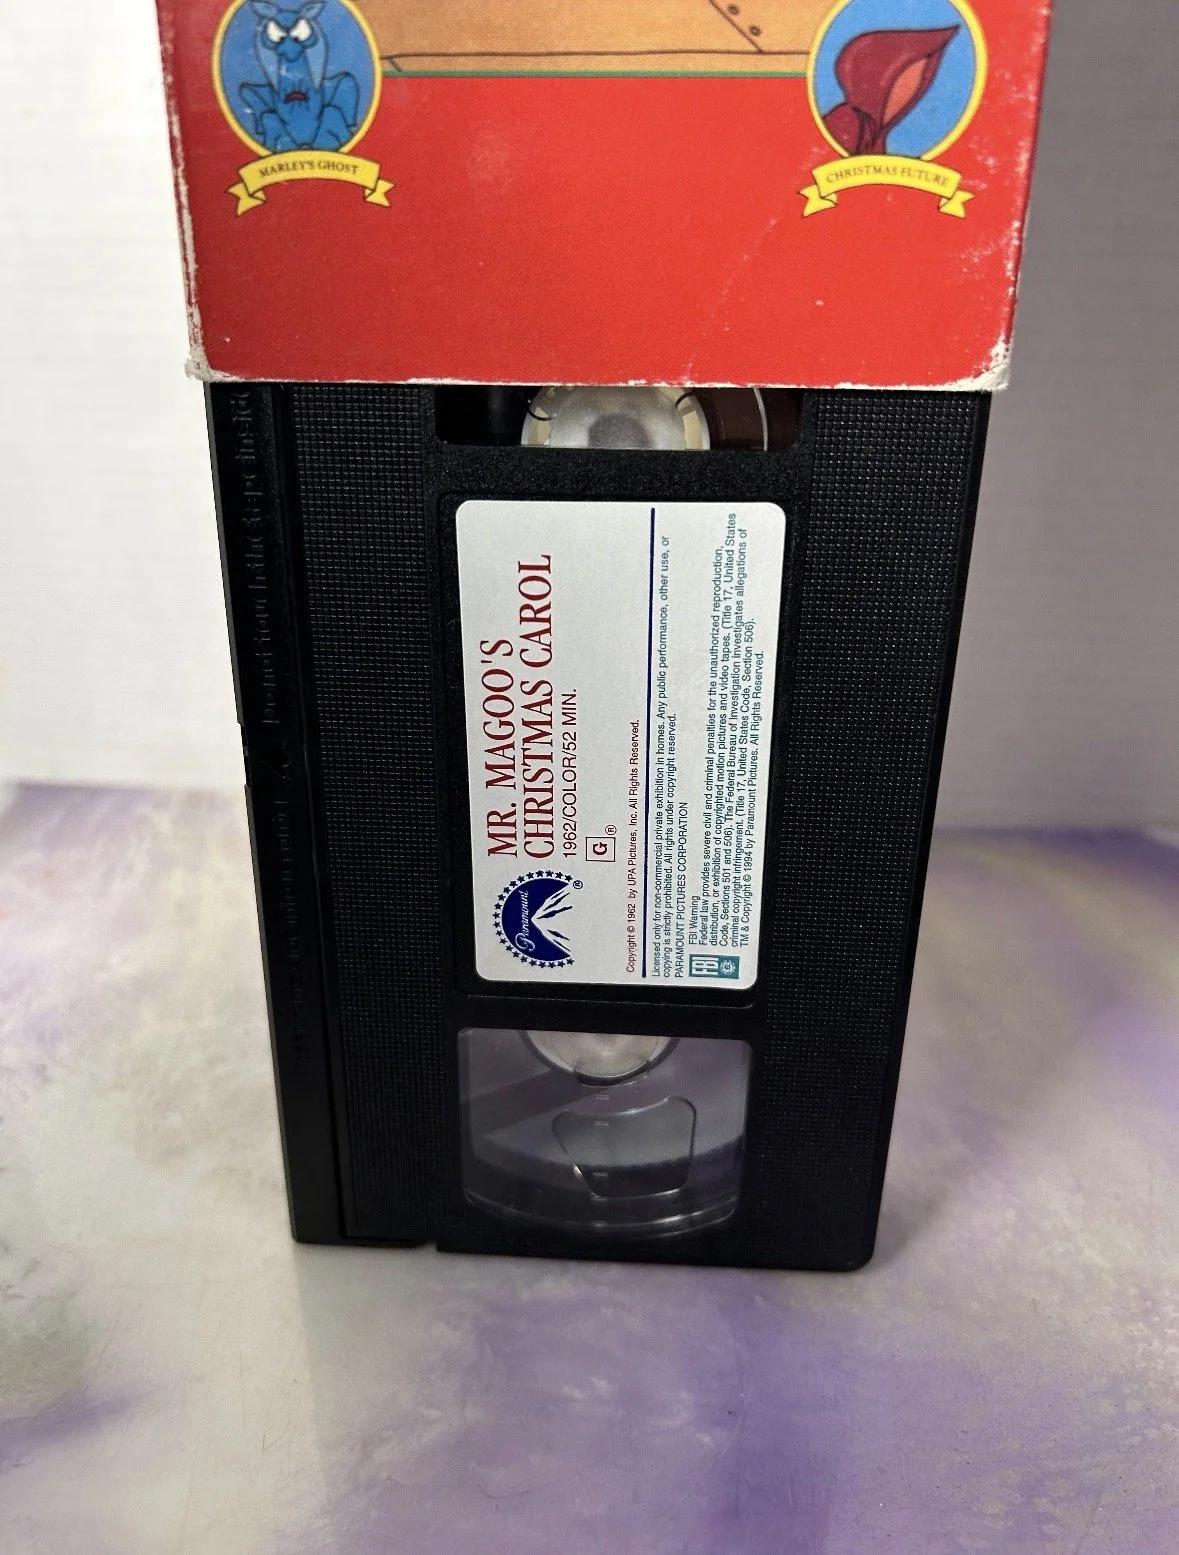 MARLEY'S GHOST
CHRISTMAS FUTURE
MR. MAGOO'S
CHRISTMAS CAROL
1962/COLOR/52 MIN.
G ®
Paramount ®
Copyright © 1962 by UPA Pictures, Inc. All Rights Reserved.
Licensed only for non-commercial private exhibition in homes. Any public performance, other use, or
copying is strictly prohibited. All rights under copyright reserved.
PARAMOUNT PICTURES CORPORATION
FBI Warning
Federal law provides severe civil and criminal penalties for the unauthorized reproduction,
distribution, or exhibition of copyrighted motion pictures and video tapes. (Title 17, United States
Code, Sections 501 and 506). The Federal Bureau of Investigation investigates allegations of
criminal copyright infringement. (Title 17, United States Code, Section 506).
TM & Copyright © 1994 by Paramount Pictures. All Rights Reserved.
FBI